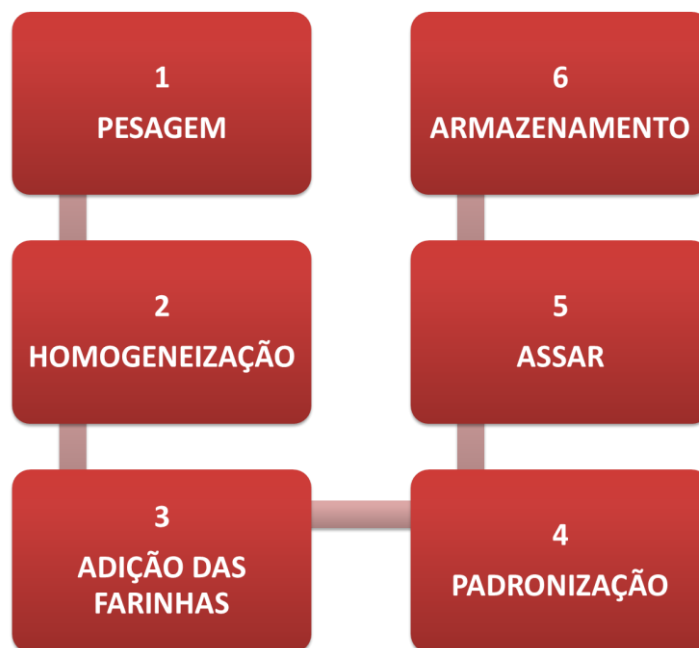 1
PESAGEM
2
HOMOGENEIZAÇÃO
3
ADIÇÃO DAS
FARINHAS
4
PADRONIZAÇÃO
5
ASSAR
6
ARMAZENAMENTO